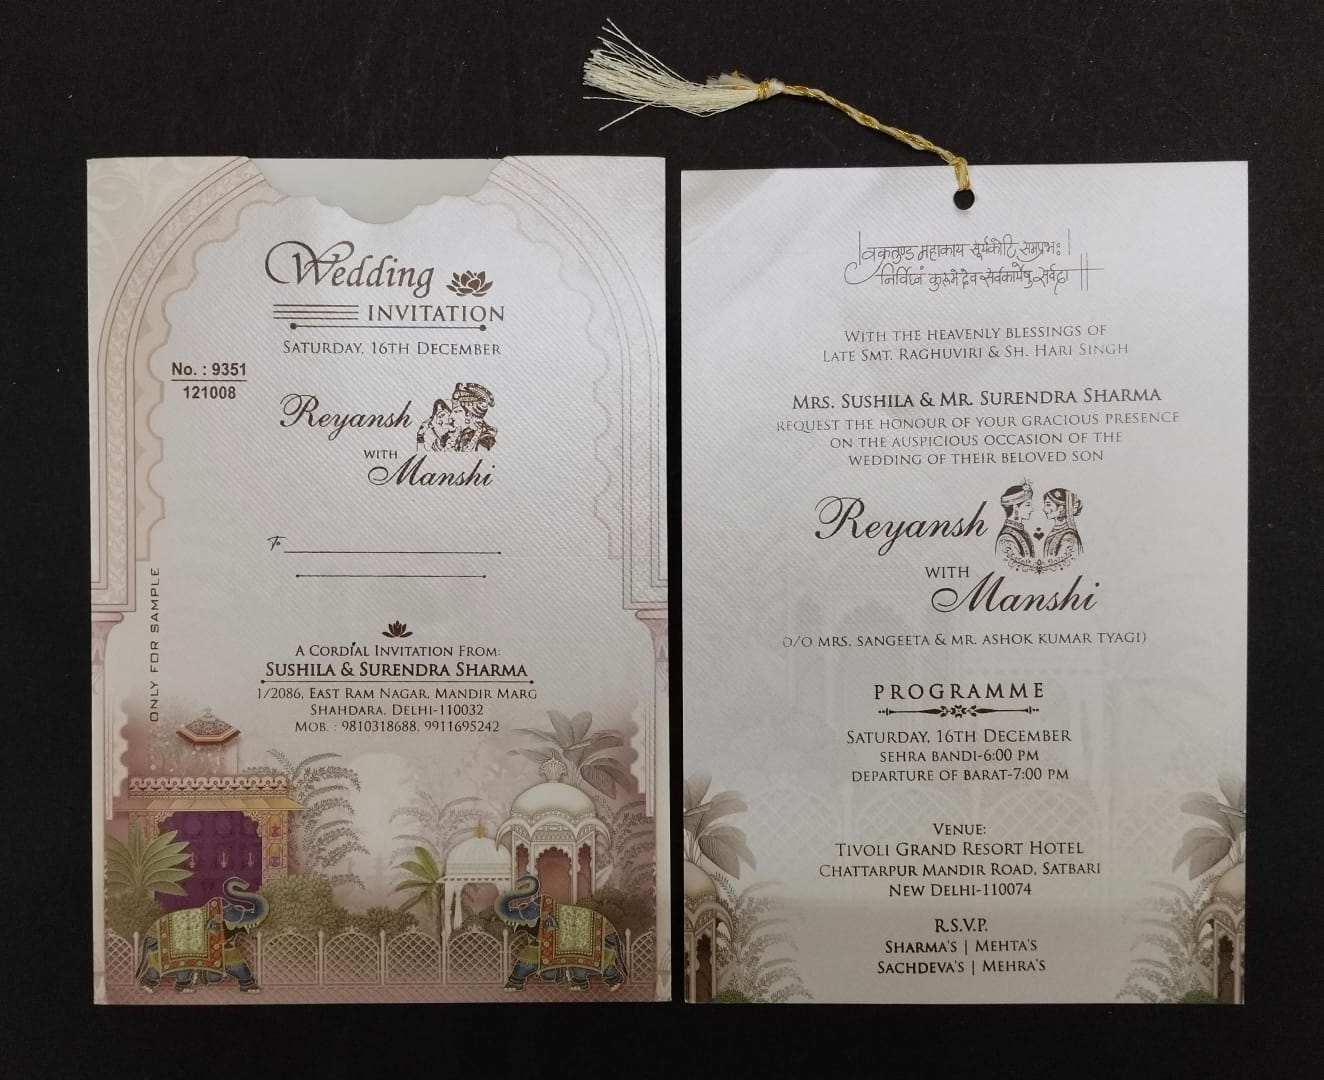 Wedding
INVITATION
SATURDAY, 16TH DECEMBER
No. : 9351
121008
Reyansh
WITH
Manshi
To
ONLY FOR SAMPLE
A CORDIAL INVITATION FROM:
SUSHILA & SURENDRA SHARMA
1/2086, EAST RAM NAGAR, MANDIR MARG
SHAHDARA, DELHI-110032
MOB. : 9810318688, 9911695242
वक्रतुण्ड महाकाय सूर्यकोटि समप्रभः।
निर्विघ्नं कुरूमे देव सर्वकार्येषु सर्वदा॥
WITH THE HEAVENLY BLESSINGS OF
LATE SMT. RAGHUVIRI & SH. HARI SINGH
MRS. SUSHILA & MR. SURENDRA SHARMA
REQUEST THE HONOUR OF YOUR GRACIOUS PRESENCE
ON THE AUSPICIOUS OCCASION OF THE
WEDDING OF THEIR BELOVED SON
Reyansh
WITH
Manshi
D/O MRS. SANGEETA & MR. ASHOK KUMAR TYAGI)
PROGRAMME
SATURDAY, 16TH DECEMBER
SEHRA BANDI-6:00 PM
DEPARTURE OF BARAT-7:00 PM
VENUE:
TIVOLI GRAND RESORT HOTEL
CHATTARPUR MANDIR ROAD, SATBARI
NEW DELHI-110074
R.S.V.P.
SHARMA'S | MEHTA'S
SACHDEVA'S | MEHRA'S